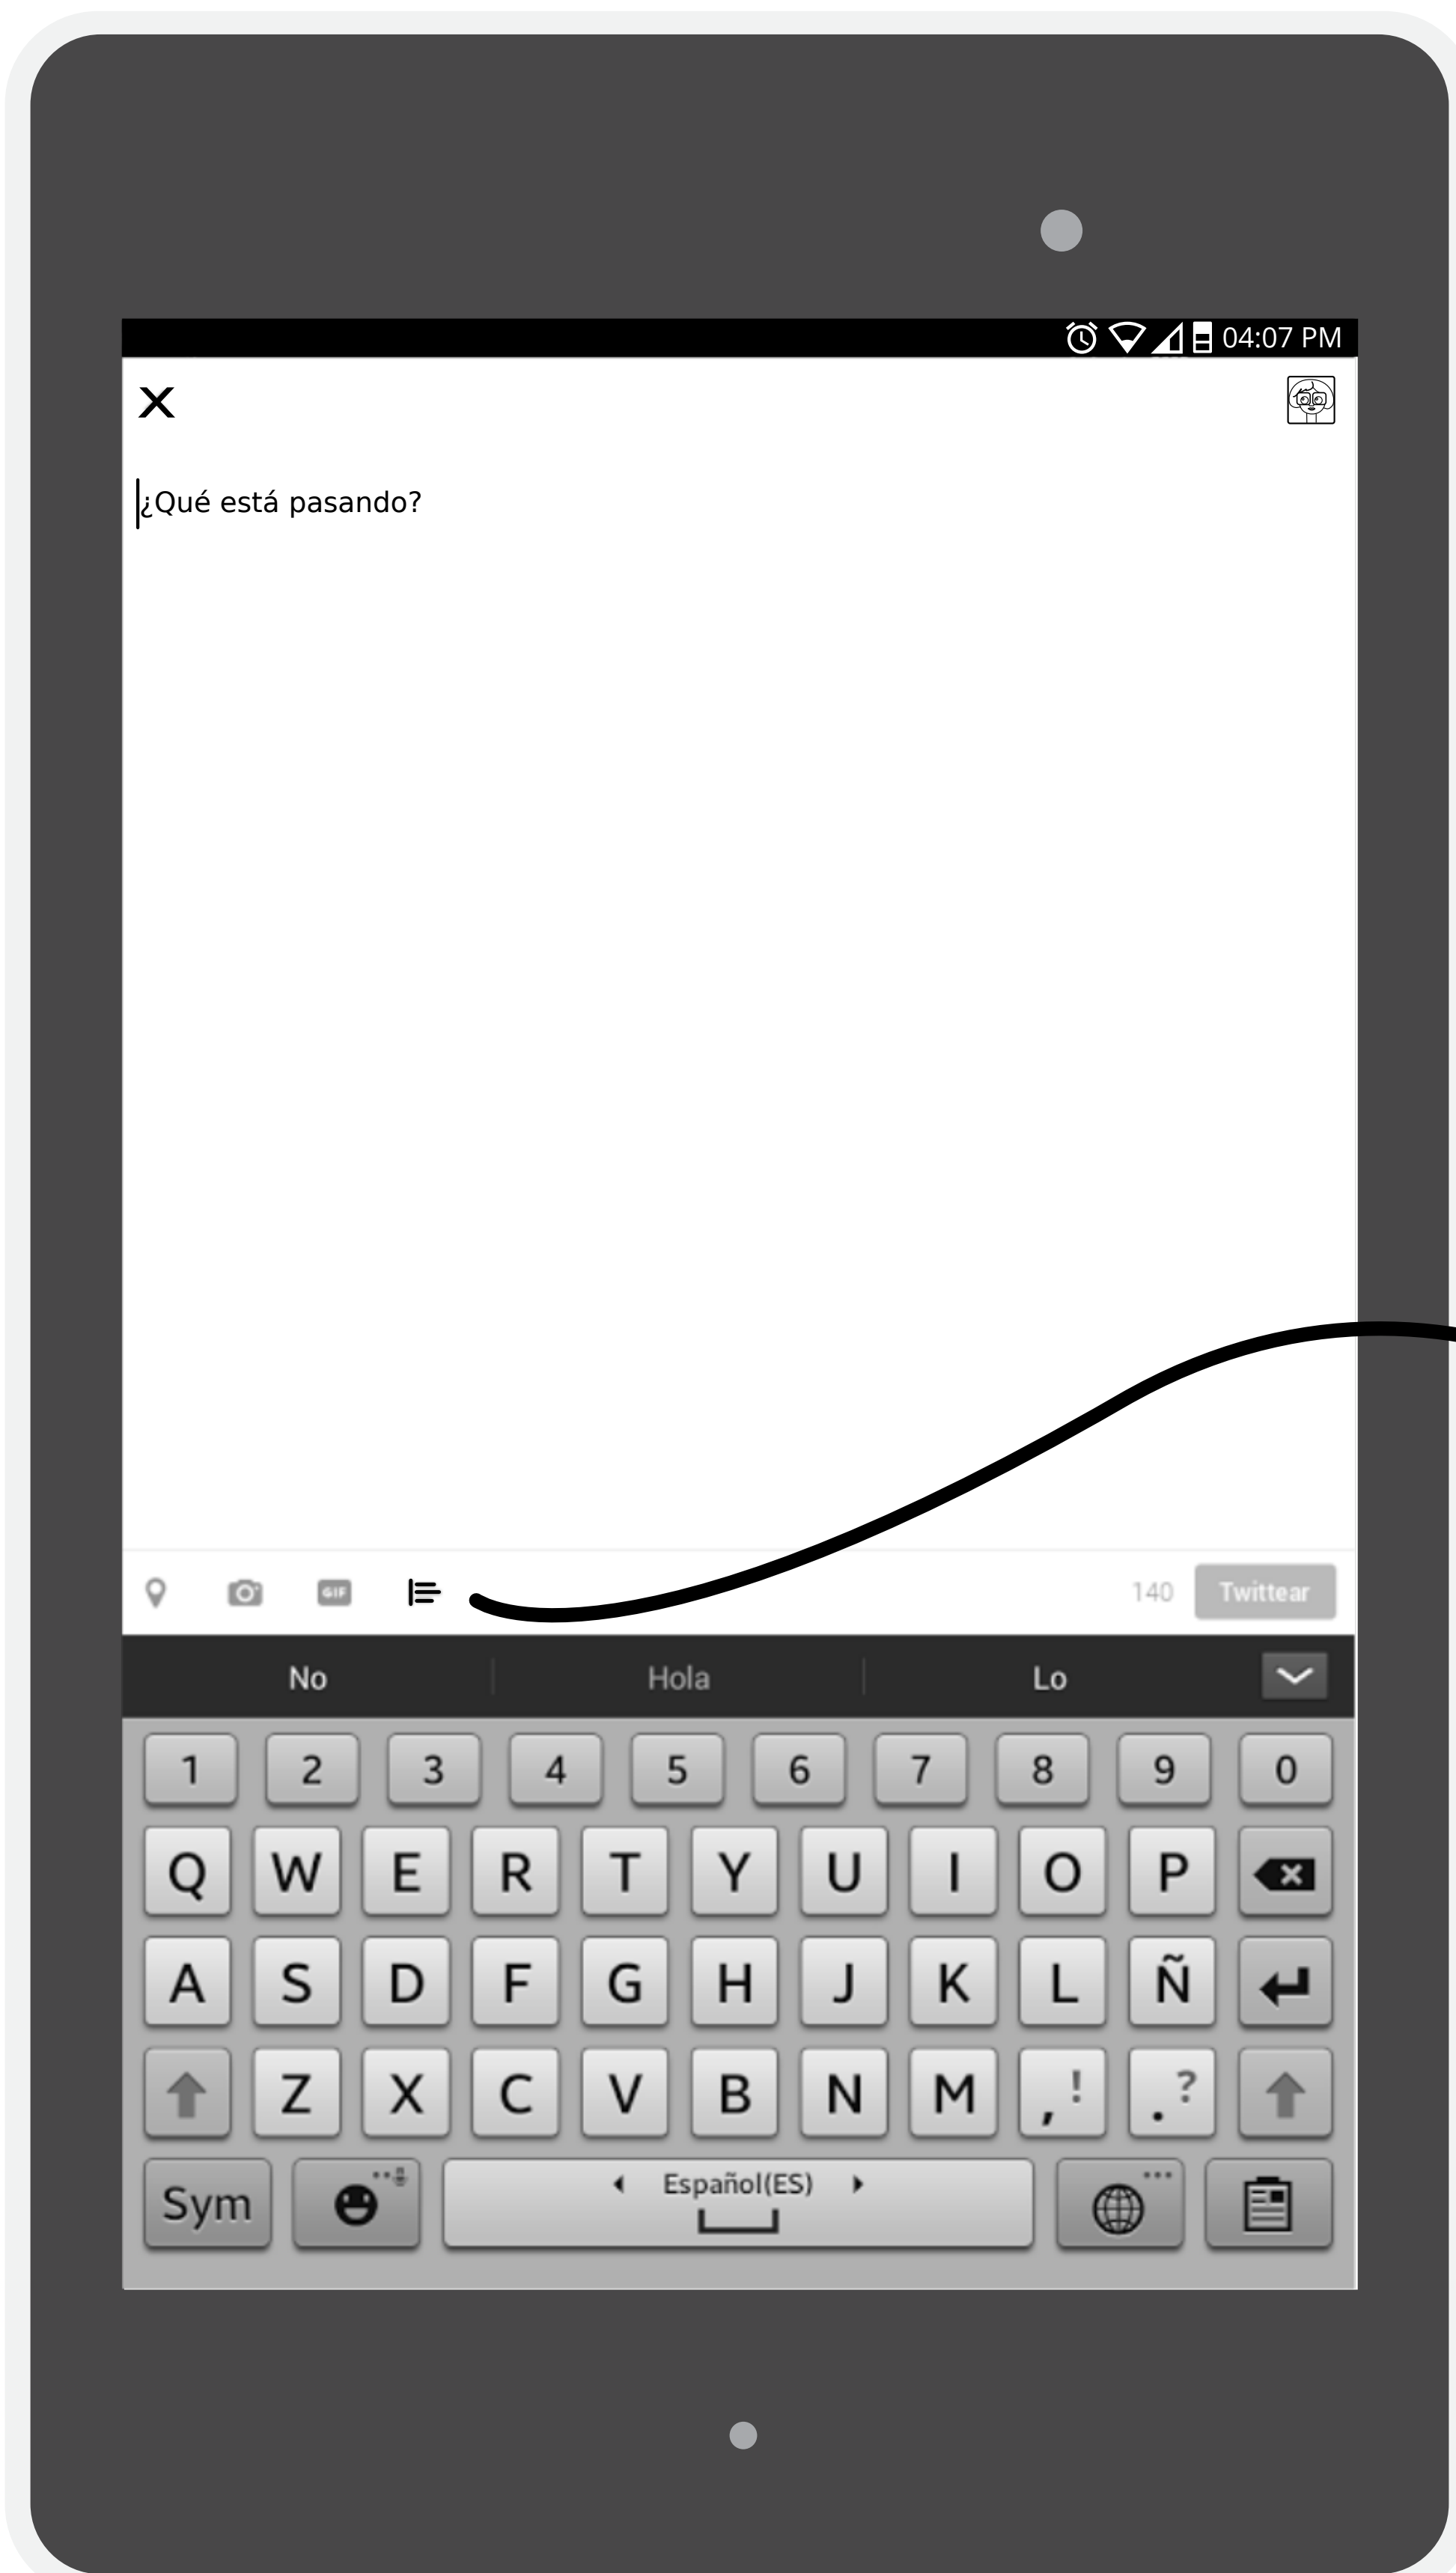 04:07 PM
¿Qué está pasando?
GIF 140 Twittear
No Hola Lo
1 2 3 4 5 6 7 8 9 0
Q W E R T Y U I O P
A S D F G H J K L Ñ
Z X C V B N M , ! . ?
Sym Español(ES)